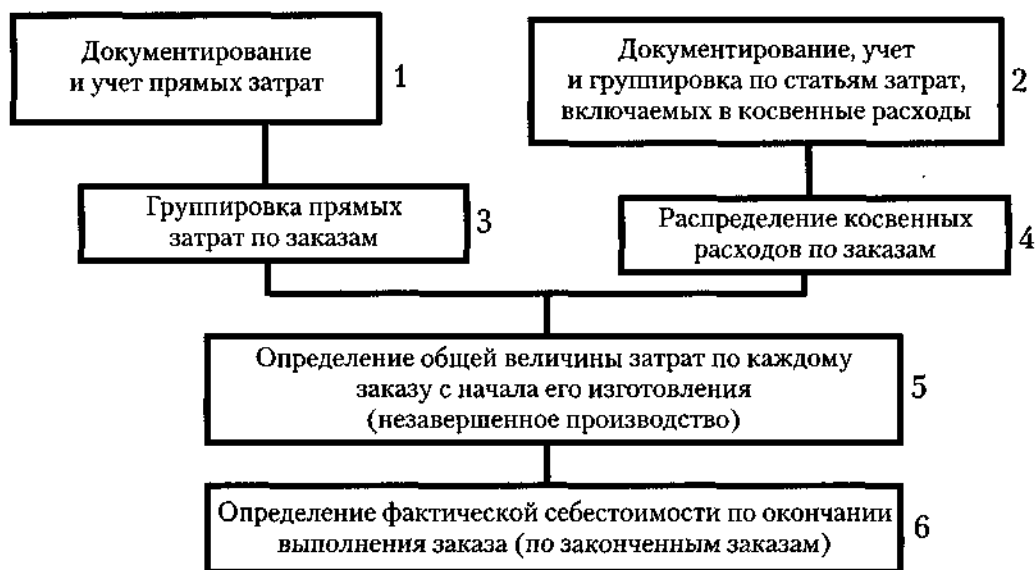 Документирование
и учет прямых затрат
1
Документирование, учет
и группировка по статьям затрат,
включаемых в косвенные расходы
2
Группировка прямых
затрат по заказам
3
Распределение косвенных
расходов по заказам
4
Определение общей величины затрат по каждому
заказу с начала его изготовления
(незавершенное производство)
5
Определение фактической себестоимости по окончании
выполнения заказа (по законченным заказам)
6